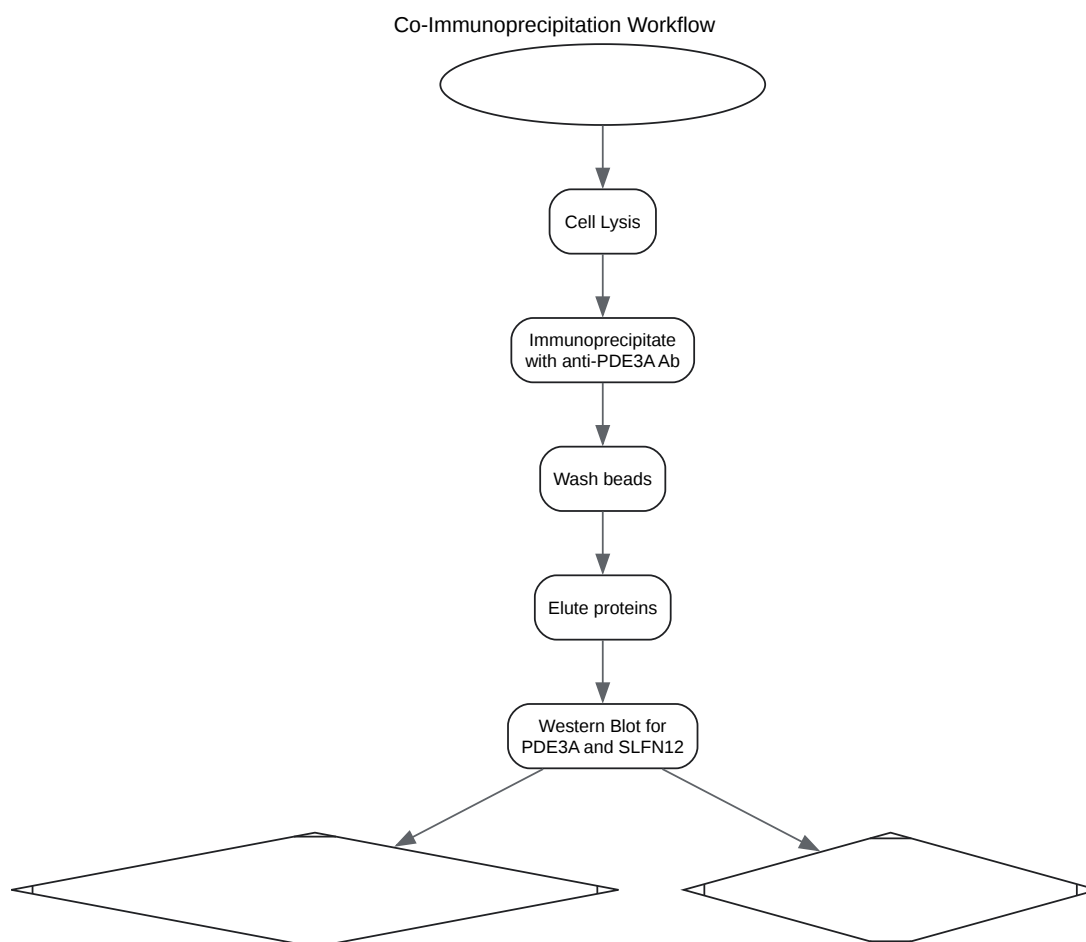 Co-Immunoprecipitation Workflow
Cell Lysis
Immunoprecipitate
with anti-PDE3A Ab
Wash beads
Elute proteins
Western Blot for
PDE3A and SLFN12